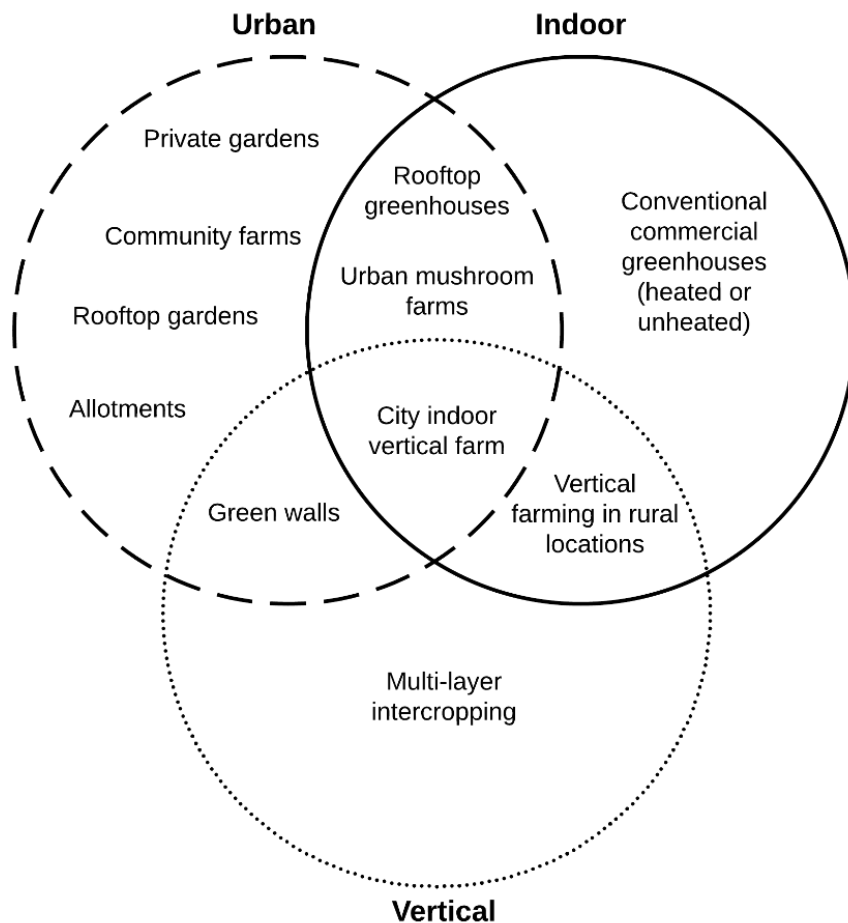 Urban
Indoor
Private gardens
Rooftop
greenhouses
Conventional
commercial
greenhouses
(heated or
unheated)
Community farms
Urban mushroom
farms
Rooftop gardens
Allotments
City indoor
vertical farm
Green walls
Vertical
farming in rural
locations
Multi-layer
intercropping
Vertical